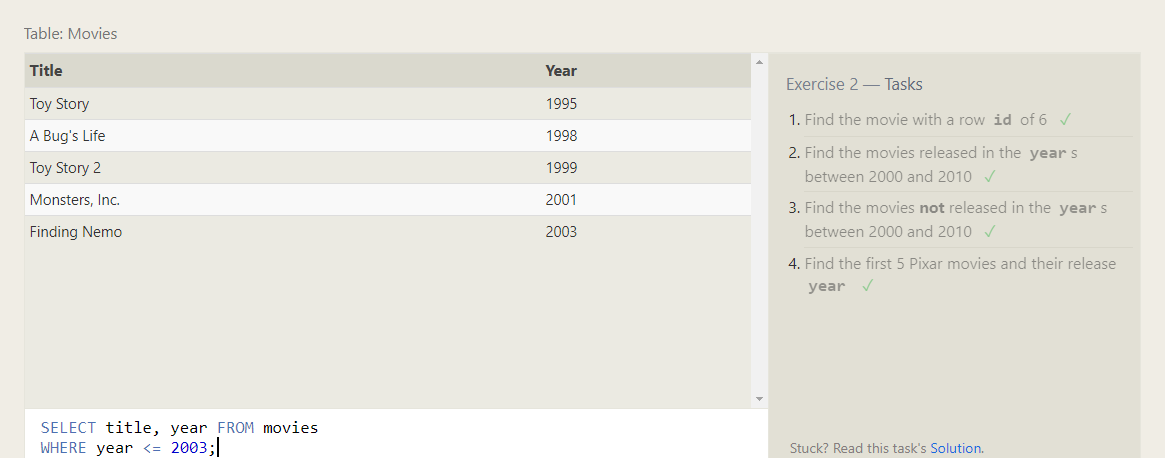 Table: Movies
Title Year
Toy Story 1995
A Bug's Life 1998
Toy Story 2 1999
Monsters, Inc. 2001
Finding Nemo 2003
SELECT title, year FROM movies
WHERE year <= 2003;
Exercise 2 — Tasks
1. Find the movie with a row id of 6 ✓
2. Find the movies released in the year s
between 2000 and 2010 ✓
3. Find the movies not released in the year s
between 2000 and 2010 ✓
4. Find the first 5 Pixar movies and their release
year ✓
Stuck? Read this task's Solution.